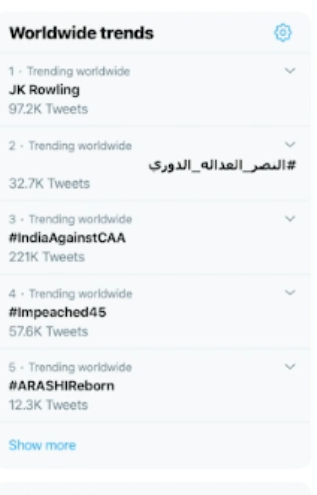 Worldwide trends
1 · Trending worldwide
JK Rowling
97.2K Tweets
2 · Trending worldwide
#النصر_العداله_الدوري
32.7K Tweets
3 · Trending worldwide
#IndiaAgainstCAA
221K Tweets
4 · Trending worldwide
#Impeached45
57.6K Tweets
5 · Trending worldwide
#ARASHIReborn
12.3K Tweets
Show more